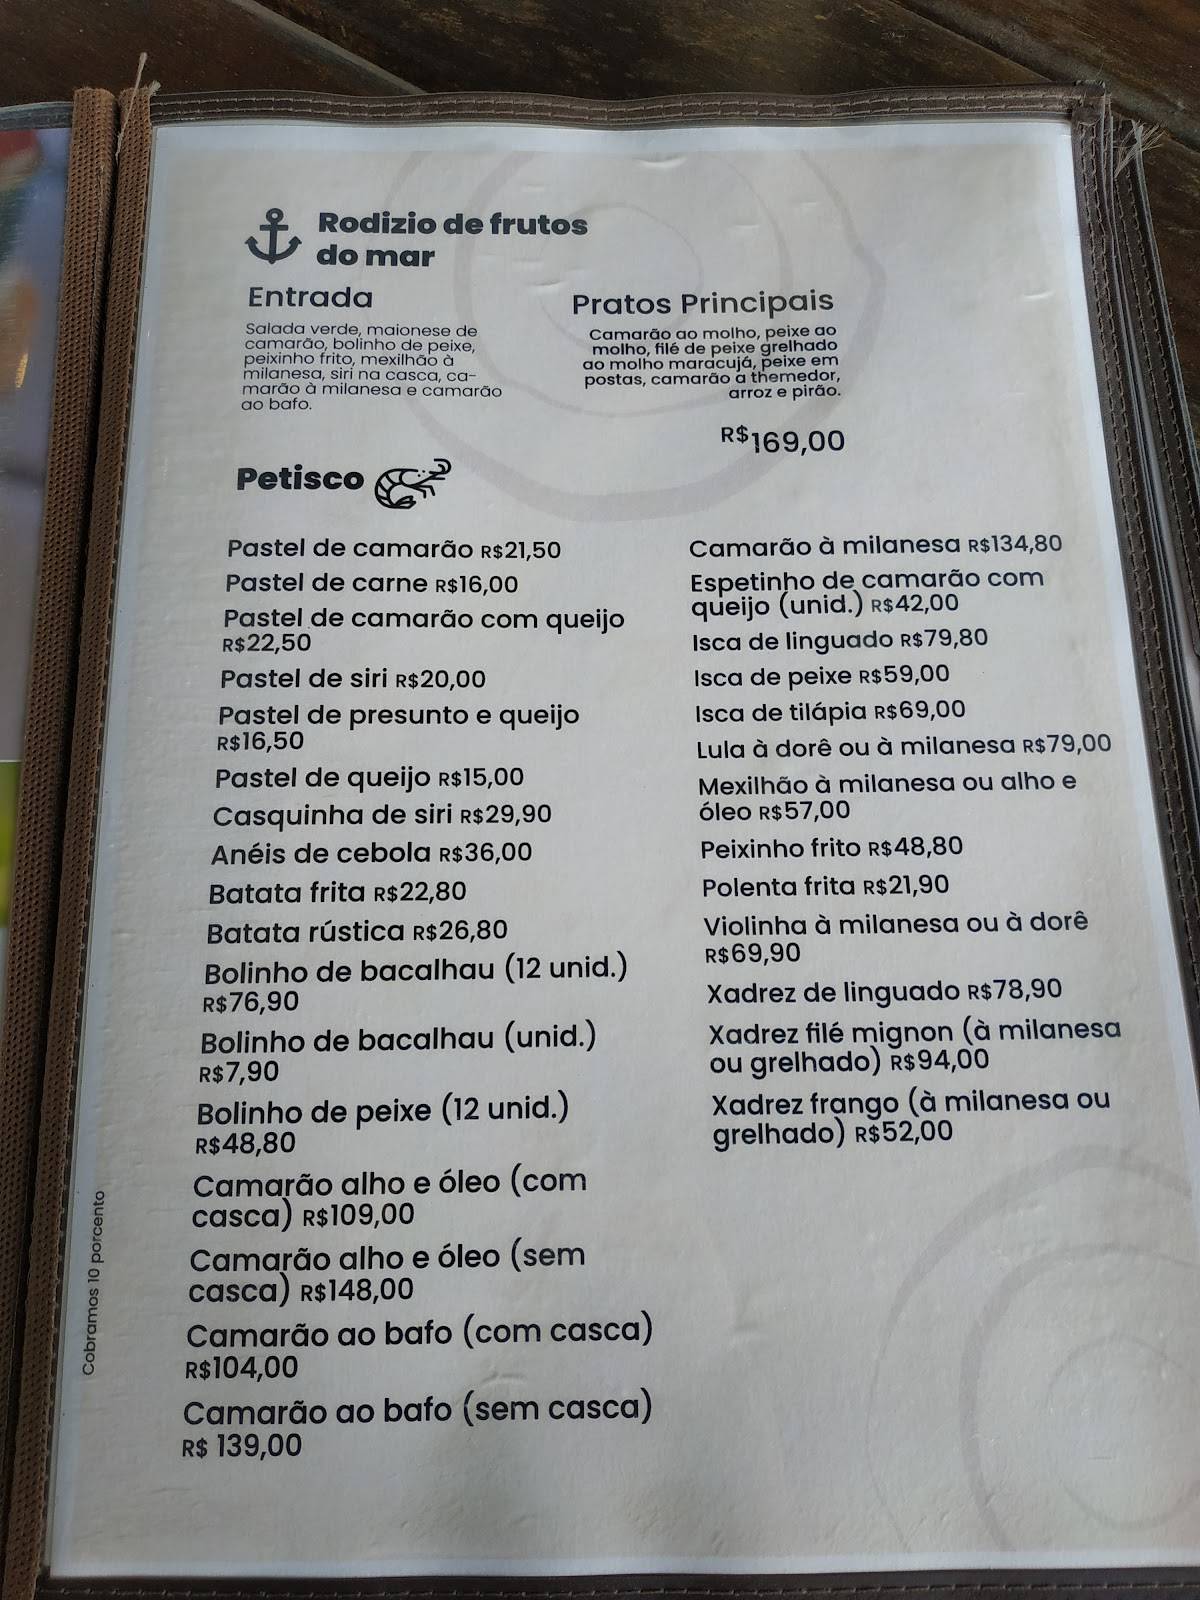 Rodizio de frutos
do mar
Entrada
Salada verde, maionese de
camarão, bolinho de peixe,
peixinho frito, mexilhão à
milanesa, siri na casca, ca-
marão à milanesa e camarão
ao bafo.
Pratos Principais
Camarão ao molho, peixe ao
molho, filé de peixe grelhado
ao molho maracujá, peixe em
postas, camarão a themedor,
arroz e pirão.
R$169,00
Petisco
Pastel de camarão R$21,50
Pastel de carne R$16,00
Pastel de camarão com queijo
R$22,50
Pastel de siri R$20,00
Pastel de presunto e queijo
R$16,50
Pastel de queijo R$15,00
Casquinha de siri R$29,90
Anéis de cebola R$36,00
Batata frita R$22,80
Batata rústica R$26,80
Bolinho de bacalhau (12 unid.)
R$76,90
Bolinho de bacalhau (unid.)
R$7,90
Bolinho de peixe (12 unid.)
R$48,80
Camarão alho e óleo (com
casca) R$109,00
Camarão alho e óleo (sem
casca) R$148,00
Camarão ao bafo (com casca)
R$104,00
Camarão ao bafo (sem casca)
R$ 139,00
Camarão à milanesa R$134,80
Espetinho de camarão com
queijo (unid.) R$42,00
Isca de linguado R$79,80
Isca de peixe R$59,00
Isca de tilápia R$69,00
Lula à dorê ou à milanesa R$79,00
Mexilhão à milanesa ou alho e
óleo R$57,00
Peixinho frito R$48,80
Polenta frita R$21,90
Violinha à milanesa ou à dorê
R$69,90
Xadrez de linguado R$78,90
Xadrez filé mignon (à milanesa
ou grelhado) R$94,00
Xadrez frango (à milanesa ou
grelhado) R$52,00
Cobramos 10 porcento